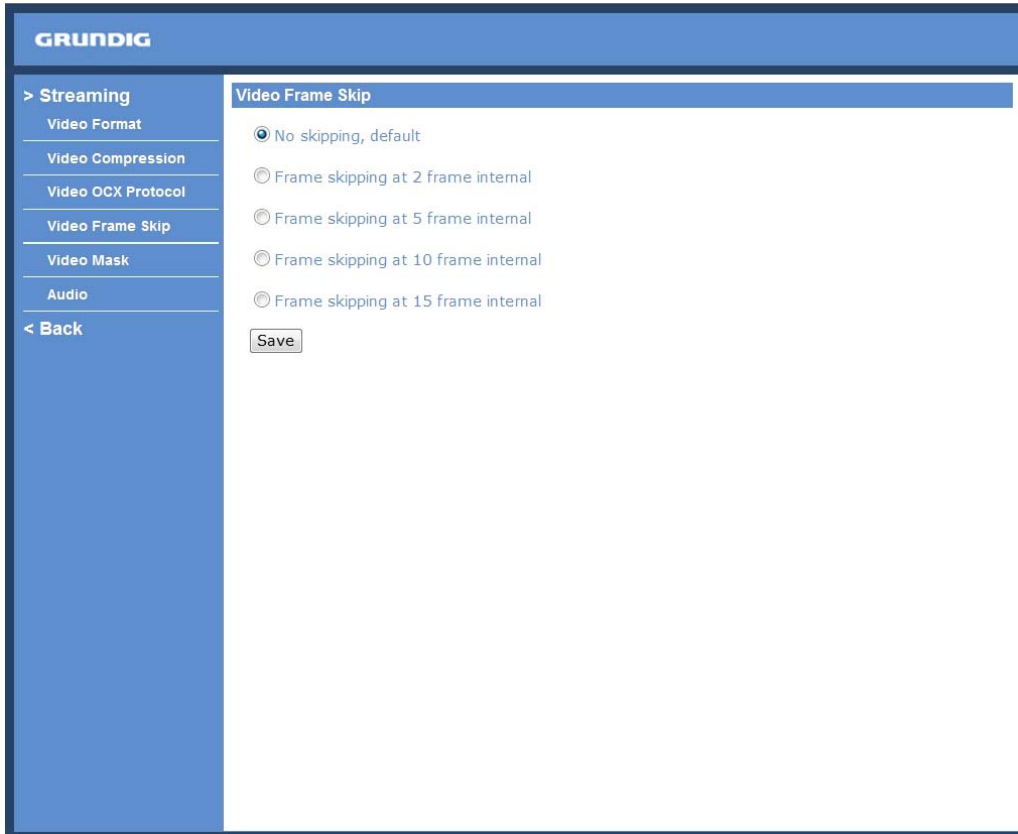 GRUNDIG
> Streaming
Video Format
Video Compression
Video OCX Protocol
Video Frame Skip
Video Mask
Audio
< Back
Video Frame Skip
No skipping, default
Frame skipping at 2 frame internal
Frame skipping at 5 frame internal
Frame skipping at 10 frame internal
Frame skipping at 15 frame internal
Save